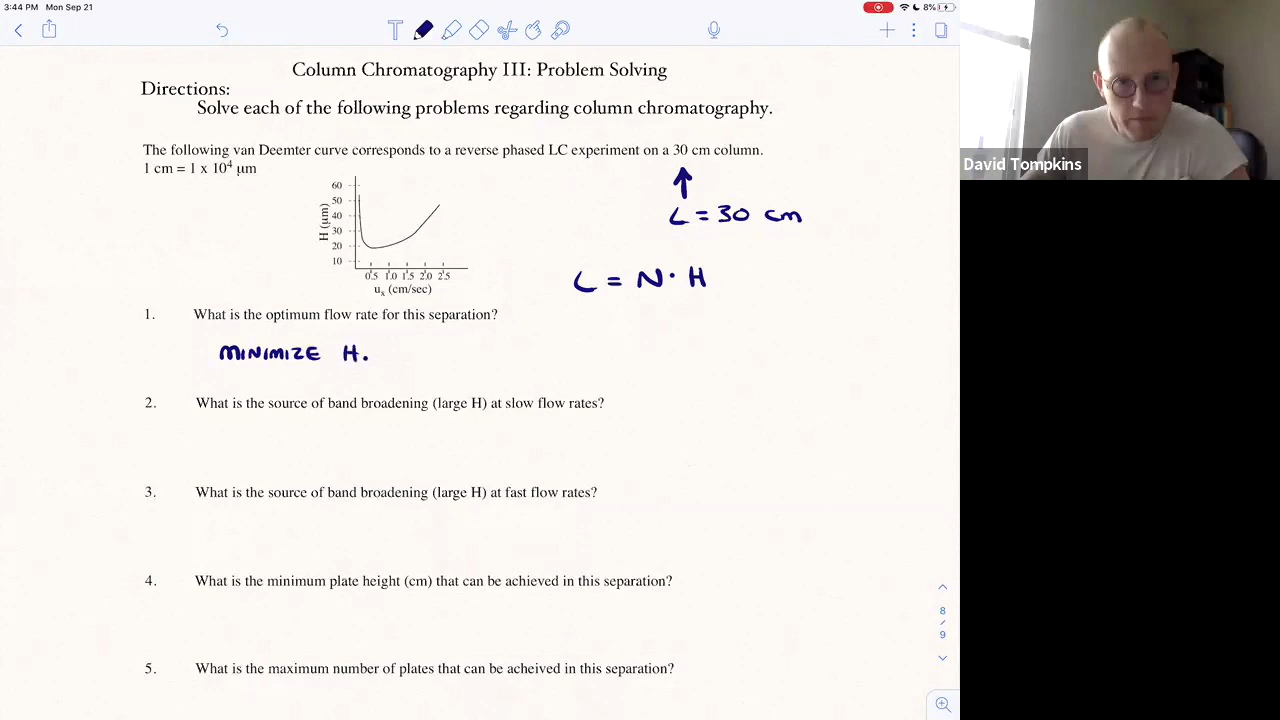 3:44 PM Mon Sep 21
8%
Column Chromatography III: Problem Solving
Directions:
Solve each of the following problems regarding column chromatography.
The following van Deemter curve corresponds to a reverse phased LC experiment on a 30 cm column.
1 cm = 1 x 10⁴ μm
60
50
40
30
20
10
H (μm)
0.5 1.0 1.5 2.0 2.5
uₓ (cm/sec)
L = 30 cm
L = N · H
1. What is the optimum flow rate for this separation?
MINIMIZE H.
2. What is the source of band broadening (large H) at slow flow rates?
3. What is the source of band broadening (large H) at fast flow rates?
4. What is the minimum plate height (cm) that can be achieved in this separation?
5. What is the maximum number of plates that can be acheived in this separation?
8
/
9
T
David Tompkins